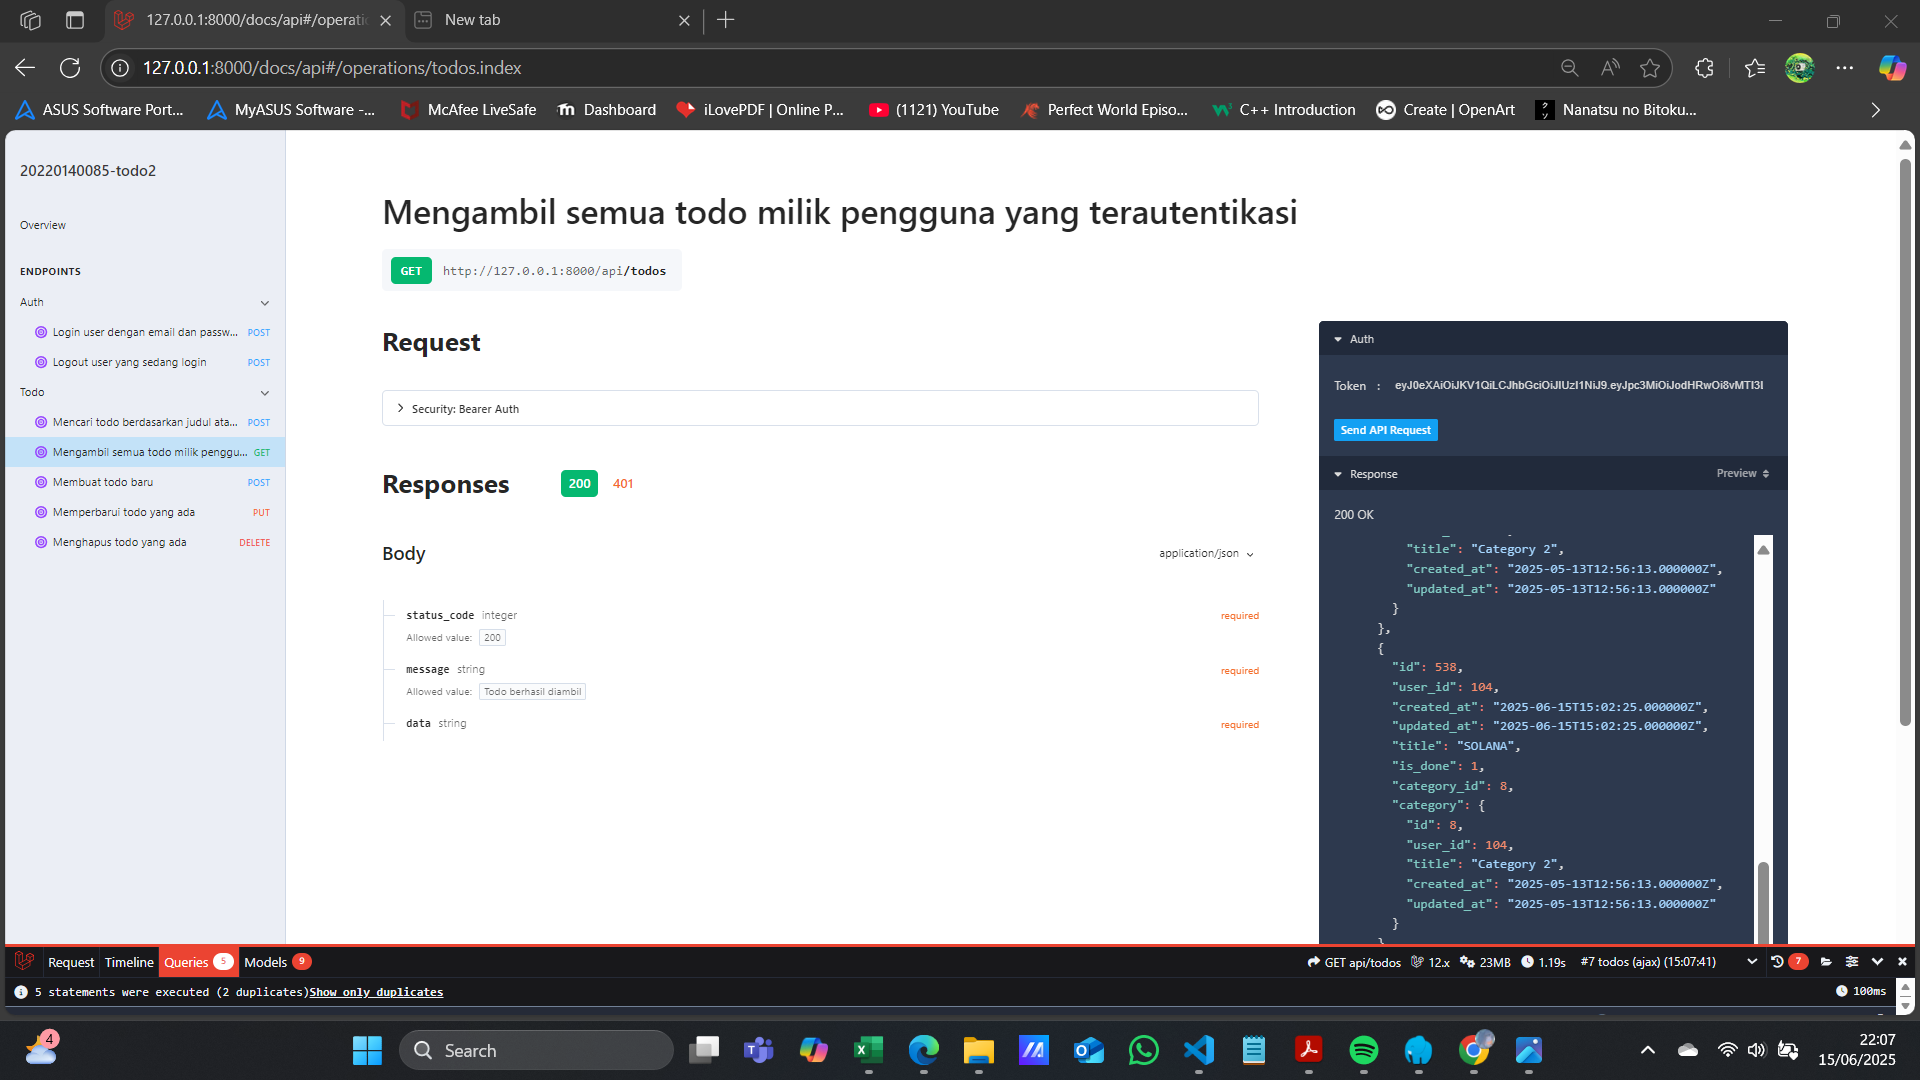 127.0.0.1:8000/docs/api#/operati
New tab
127.0.0.1:8000/docs/api#/operations/todos.index
ASUS Software Port...
MyASUS Software -...
McAfee LiveSafe
Dashboard
iLovePDF | Online P...
(1121) YouTube
Perfect World Episo...
C++ Introduction
Create | OpenArt
Nanatsu no Bitoku...
20220140085-todo2
Overview
ENDPOINTS
Auth
Login user dengan email dan passw... POST
Logout user yang sedang login POST
Todo
Mencari todo berdasarkan judul ata... POST
Mengambil semua todo milik penggu... GET
Membuat todo baru POST
Memperbarui todo yang ada PUT
Menghapus todo yang ada DELETE
Mengambil semua todo milik pengguna yang terautentikasi
GET http://127.0.0.1:8000/api/todos
Request
Security: Bearer Auth
Responses 200 401
Body application/json
status_code integer required
Allowed value: 200
message string required
Allowed value: Todo berhasil diambil
data string required
Auth
Token : eyJ0eXAiOiJKV1QiLCJhbGciOiJIUzI1NiJ9.eyJpc3MiOiJodHRwOi8vMTI3I
Send API Request
Response Preview
200 OK
"title": "Category 2",
"created_at": "2025-05-13T12:56:13.000000Z",
"updated_at": "2025-05-13T12:56:13.000000Z"
}
},
{
"id": 538,
"user_id": 104,
"created_at": "2025-06-15T15:02:25.000000Z",
"updated_at": "2025-06-15T15:02:25.000000Z",
"title": "SOLANA",
"is_done": 1,
"category_id": 8,
"category": {
"id": 8,
"user_id": 104,
"title": "Category 2",
"created_at": "2025-05-13T12:56:13.000000Z",
"updated_at": "2025-05-13T12:56:13.000000Z"
}
Request Timeline Queries 5 Models 9
GET api/todos 12.x 23MB 1.19s #7 todos (ajax) (15:07:41) 7
5 statements were executed (2 duplicates)Show only duplicates
100ms
4
Search
22:07
15/06/2025